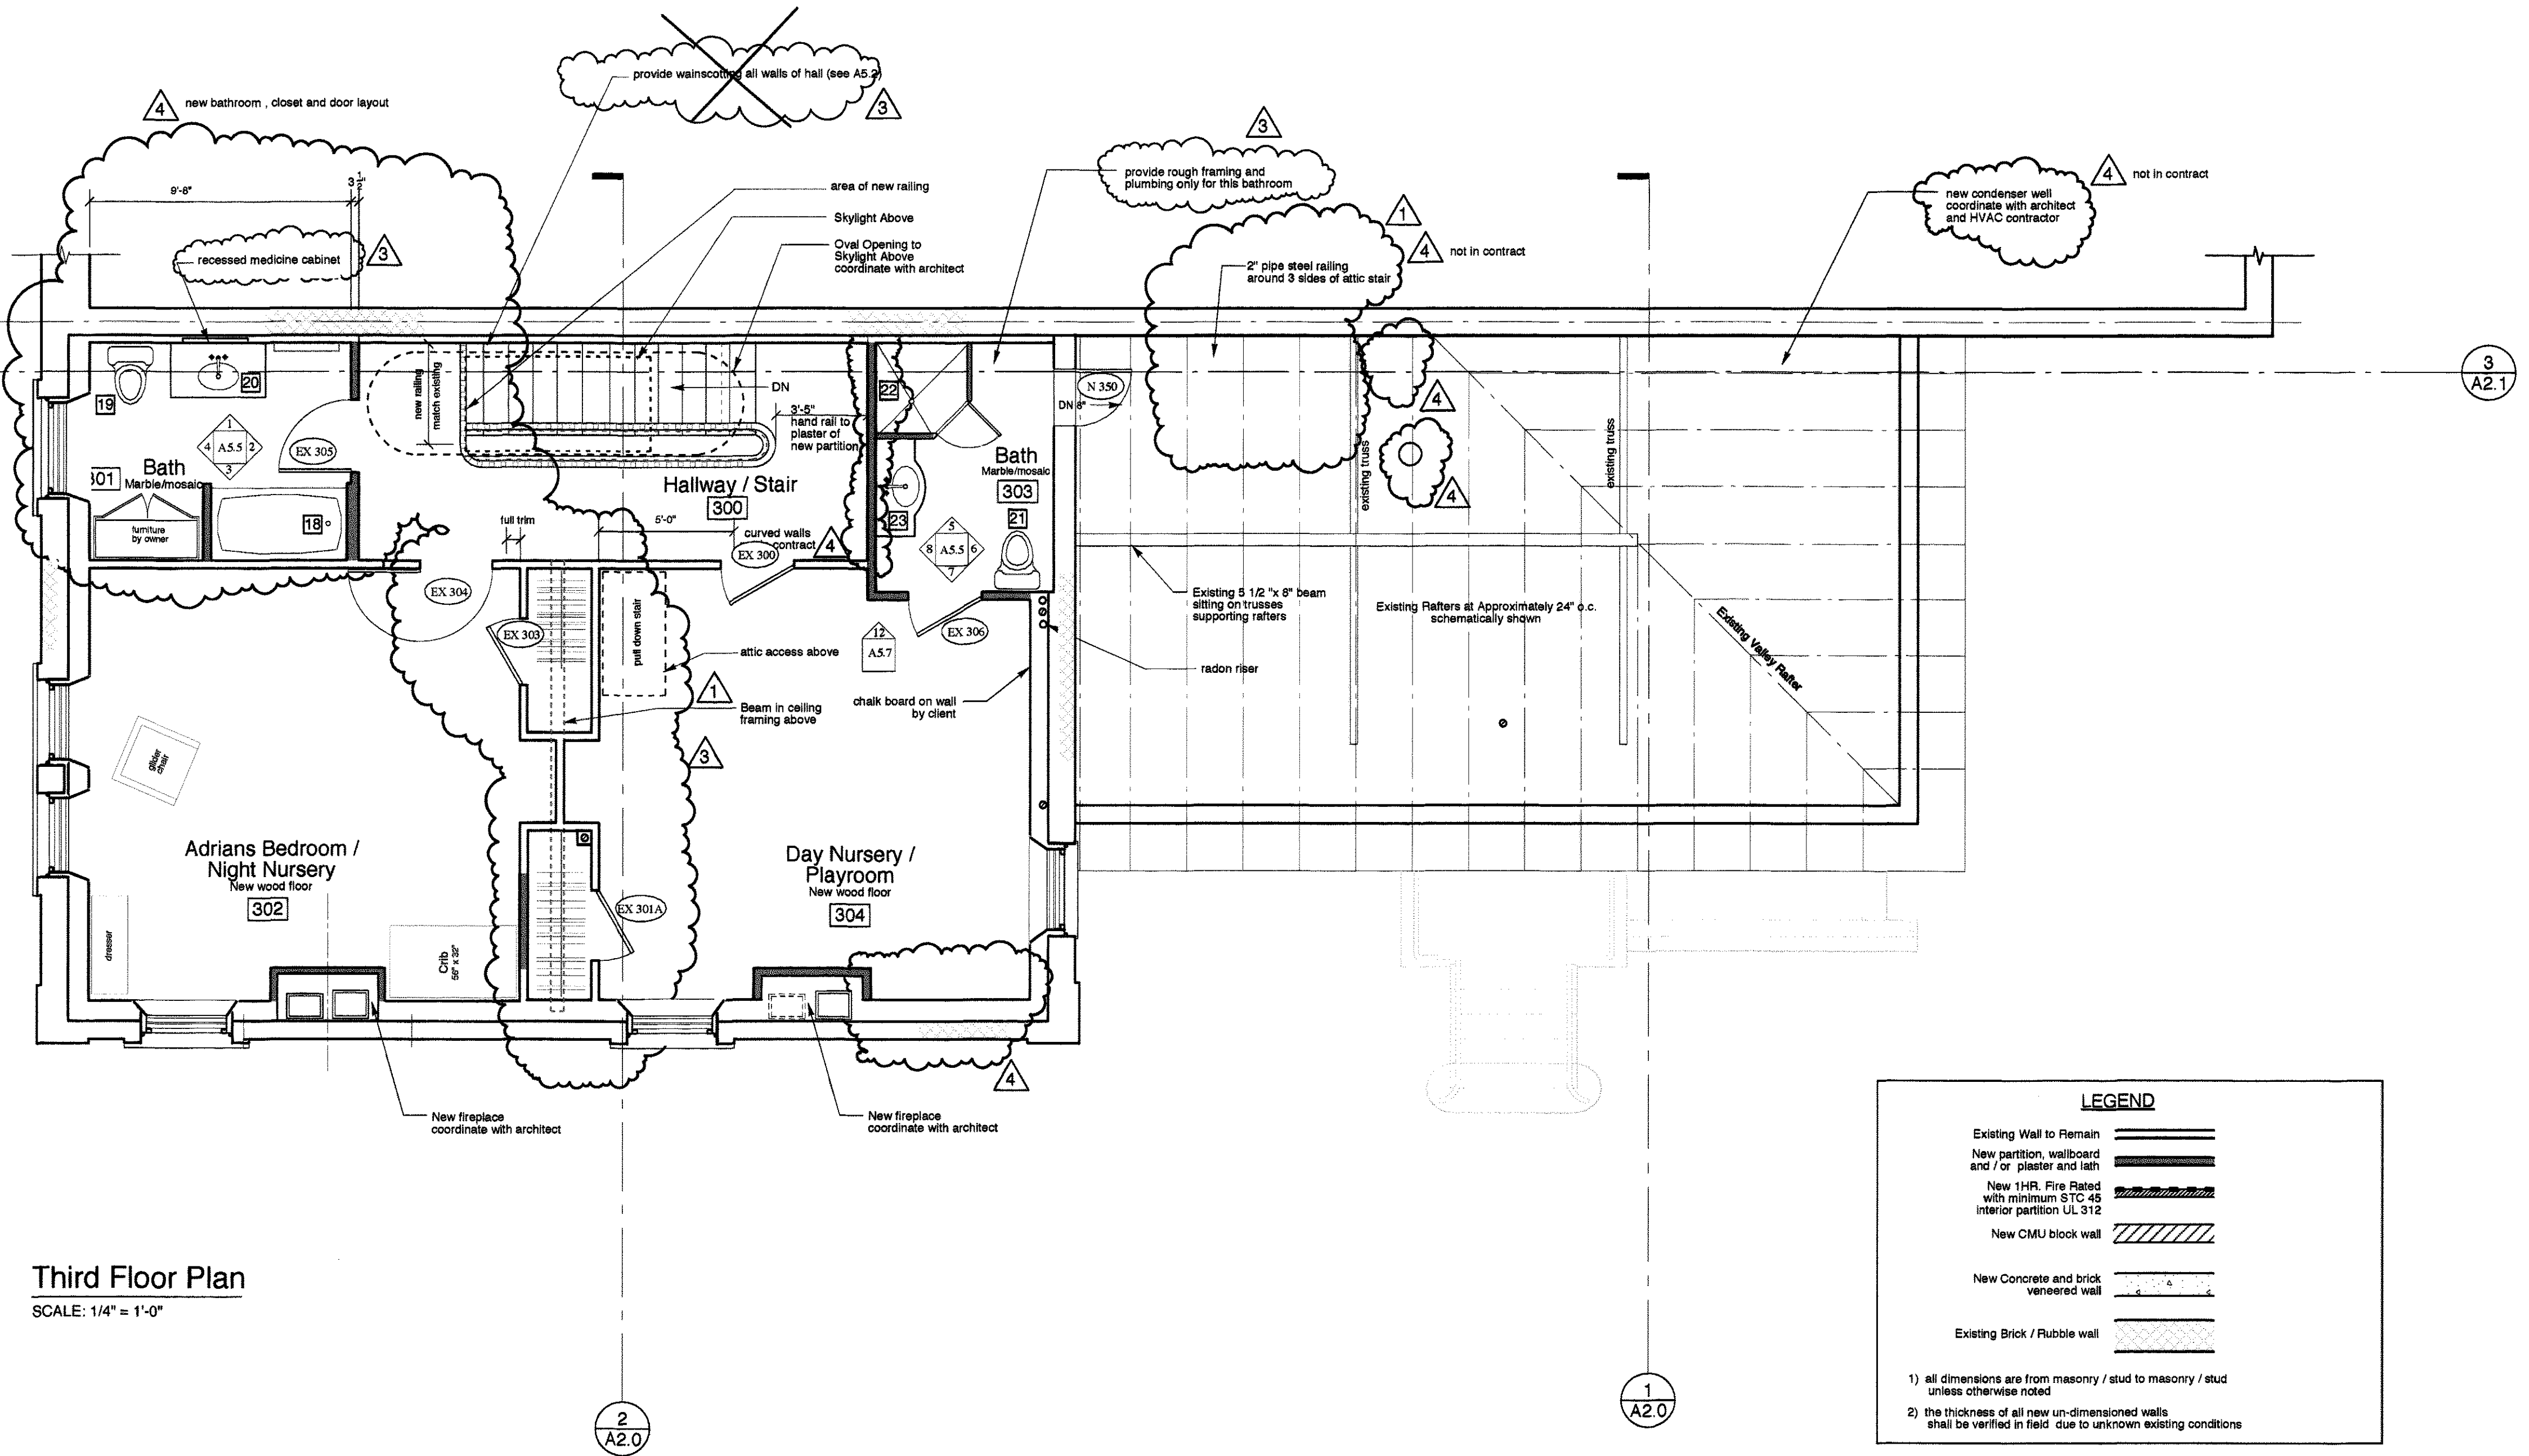 provide wainscotting all walls of hall (see A5.2)
3
4
new bathroom , closet and door layout
3
provide rough framing and
plumbing only for this bathroom
4
not in contract
new condenser well
coordinate with architect
and HVAC contractor
9'-8"
3 1/2"
area of new railing
Skylight Above
Oval Opening to
Skylight Above
coordinate with architect
1
4
not in contract
2" pipe steel railing
around 3 sides of attic stair
recessed medicine cabinet
3
3
A2.1
19
20
new railing
match existing
DN
3'-5"
hand rail to
plaster of
new partition
22
N 350
DN 8"
4
1
4 A5.5 2
3
EX 305
Bath
Marble/mosaic
301
furniture
by owner
18
Hallway / Stair
300
full trim
5'-0"
curved walls
contract
4
EX 300
Bath
Marble/mosaic
303
23
21
5
8 A5.5 6
7
existing truss
existing truss
4
EX 304
EX 303
pull down stair
attic access above
1
Beam in ceiling
framing above
3
12
A5.7
EX 306
chalk board on wall
by client
radon riser
Existing 5 1/2 "x 8" beam
sitting on trusses
supporting rafters
Existing Rafters at Approximately 24" o.c.
schematically shown
Existing Valley Rafter
glider
chair
Adrians Bedroom /
Night Nursery
New wood floor
302
dresser
Crib
56" x 32"
EX 301A
Day Nursery /
Playroom
New wood floor
304
4
New fireplace
coordinate with architect
New fireplace
coordinate with architect
Third Floor Plan
SCALE: 1/4" = 1'-0"
2
A2.0
1
A2.0
LEGEND
Existing Wall to Remain
New partition, wallboard
and / or plaster and lath
New 1HR. Fire Rated
with minimum STC 45
interior partition UL 312
New CMU block wall
New Concrete and brick
veneered wall
Existing Brick / Rubble wall
1) all dimensions are from masonry / stud to masonry / stud
unless otherwise noted
2) the thickness of all new un-dimensioned walls
shall be verified in field due to unknown existing conditions